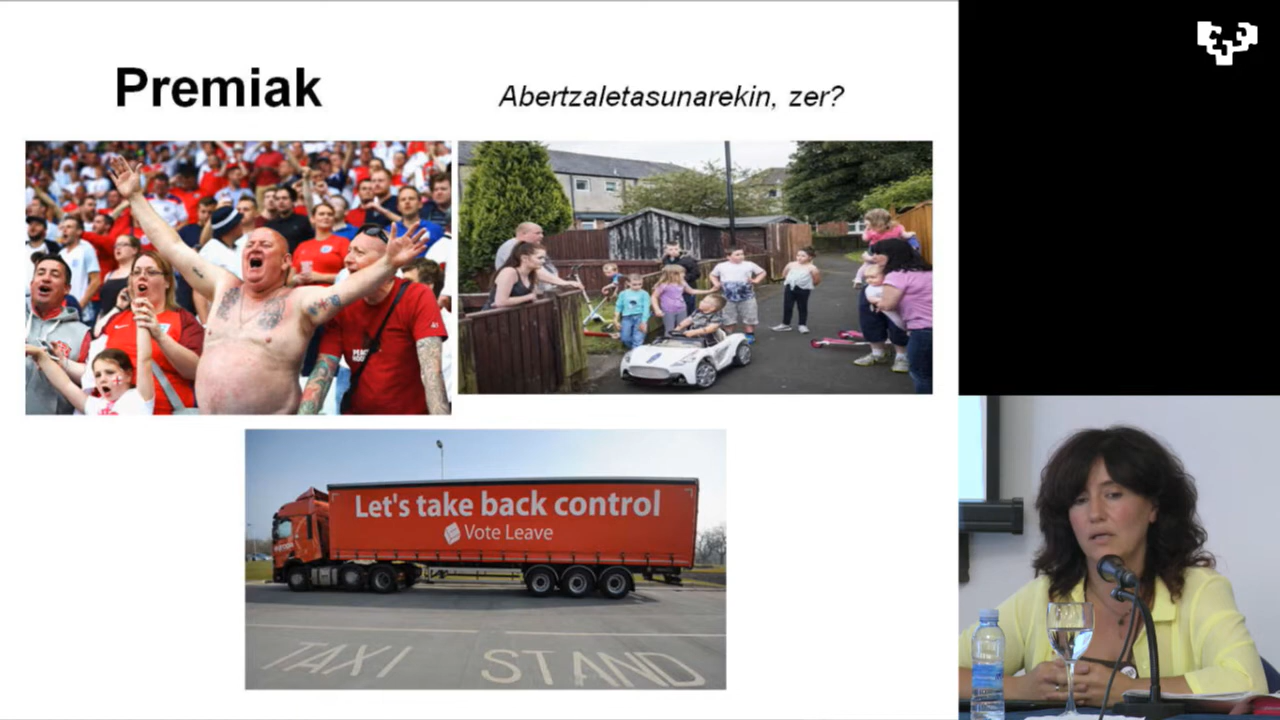 Premiak
Abertzaletasunarekin, zer?
Let's take back control
Vote Leave
TAXI
STAND